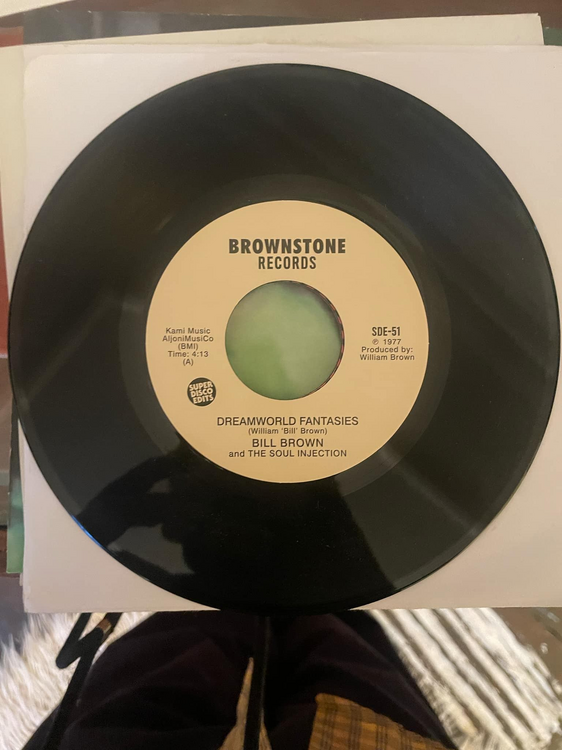 BROWNSTONE
RECORDS
Kami Music
AljoniMusiCo
(BMI)
Time: 4:13
(A)
SDE-51
℗ 1977
Produced by:
William Brown
SUPER
DISCO
EDITS
DREAMWORLD FANTASIES
(William 'Bill' Brown)
BILL BROWN
and THE SOUL INJECTION